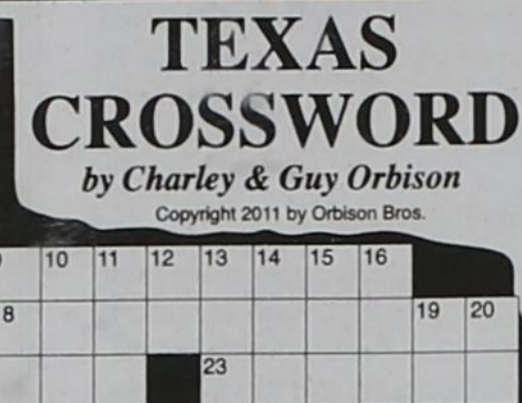 TEXAS
CROSSWORD
by Charley & Guy Orbison
Copyright 2011 by Orbison Bros.
10 11 12 13 14 15 16
8 19 20
23